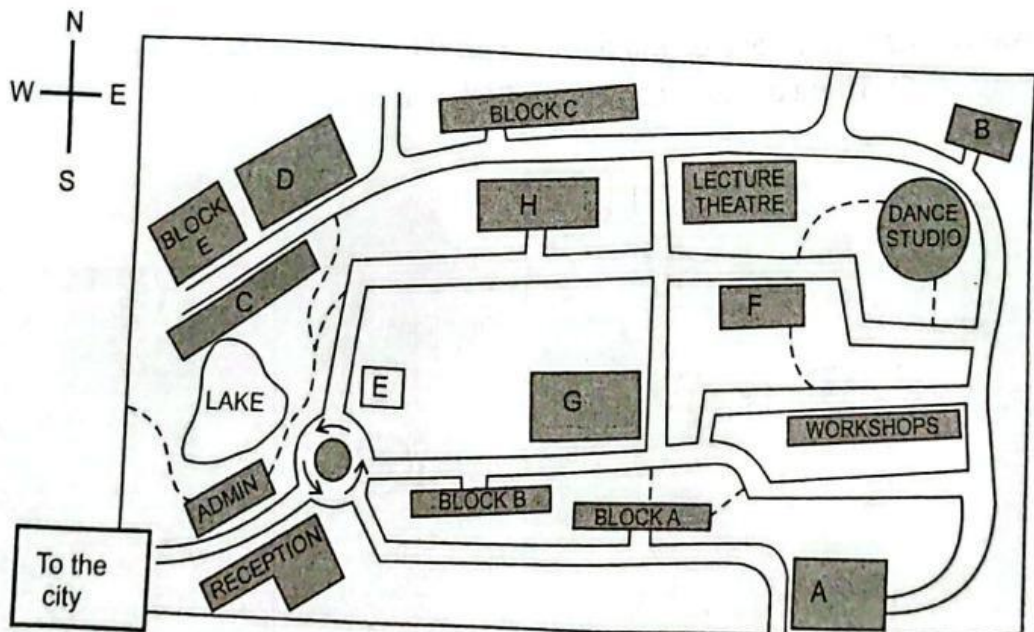 N
W E
S
BLOCK C
B
D
LECTURE
THEATRE
H
BLOCK
E
DANCE
STUDIO
C
F
E
G
LAKE
WORKSHOPS
ADMIN
BLOCK B
BLOCK A
RECEPTION
To the
city
A